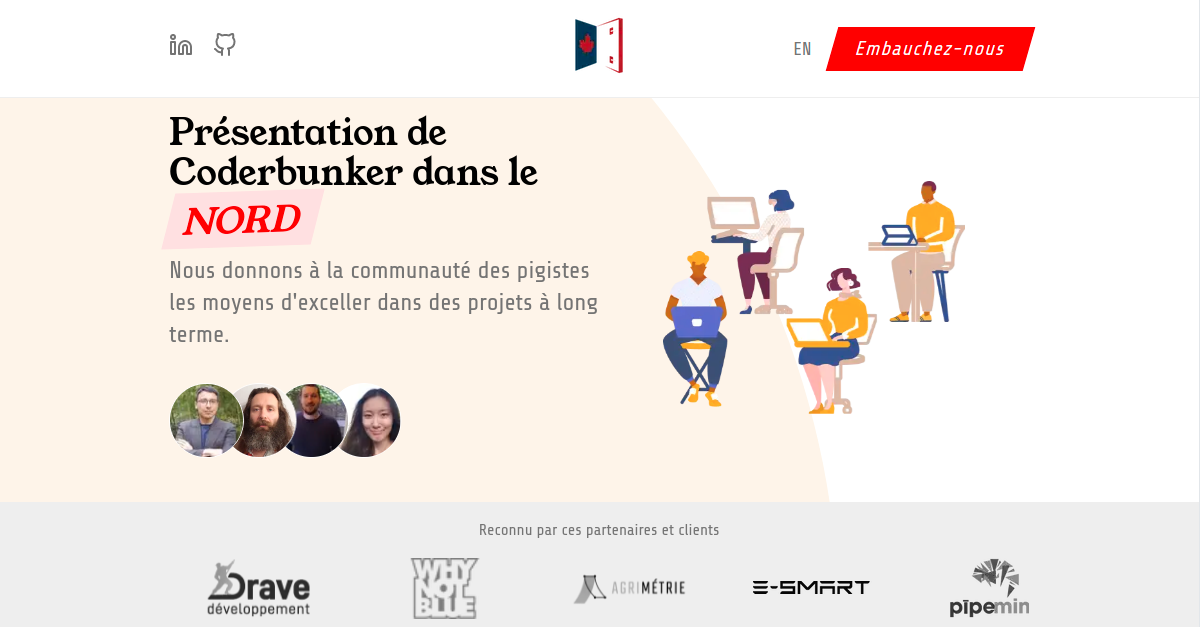 EN
Embauchez-nous
Présentation de
Coderbunker dans le
NORD
Nous donnons à la communauté des pigistes
les moyens d'exceller dans des projets à long
terme.
Reconnu par ces partenaires et clients
Drave
développement
WHY
NOT
BLUE
AGRIMÉTRIE
E-SMART
pipemin